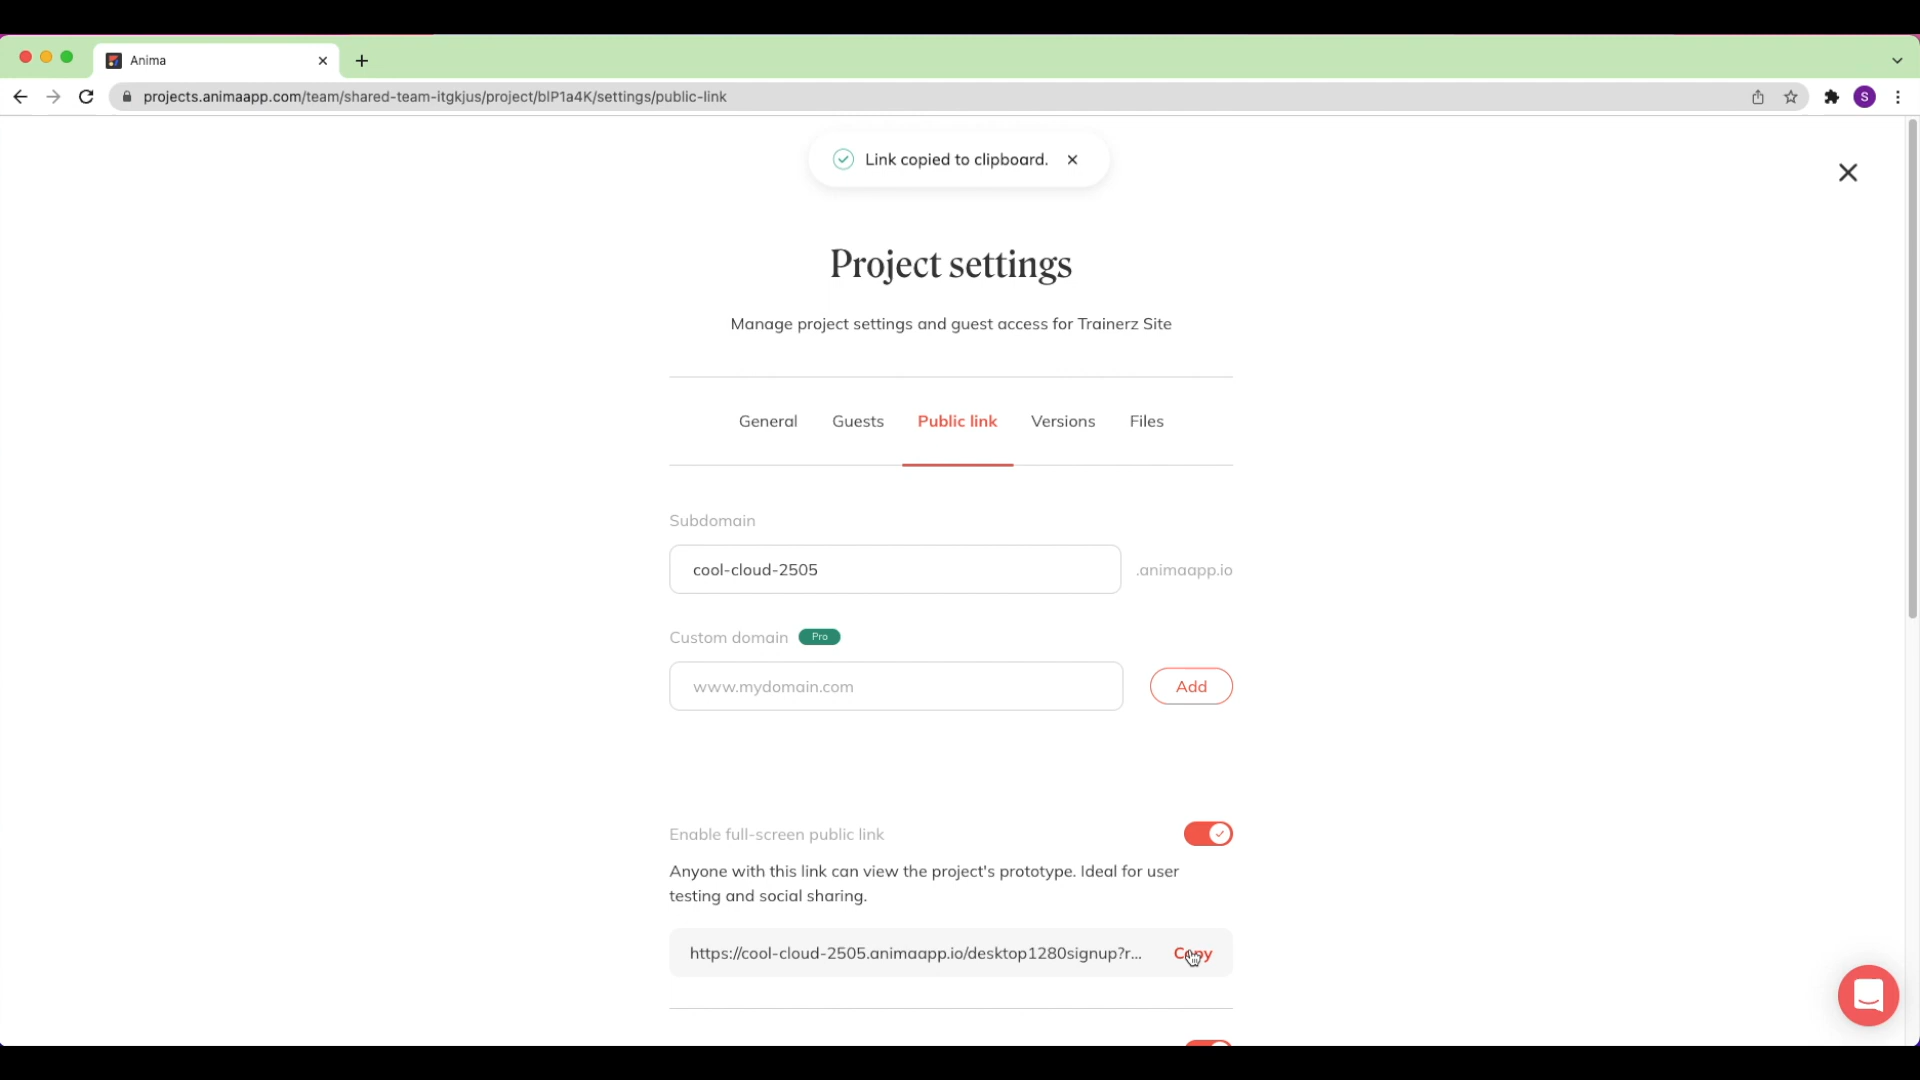 Anima
projects.animaapp.com/team/shared-team-itgkjus/project/blP1a4K/settings/public-link
S
Link copied to clipboard.
Project settings
Manage project settings and guest access for Trainerz Site
General Guests Public link Versions Files
Subdomain
cool-cloud-2505 .animaapp.io
Custom domain Pro
www.mydomain.com Add
Enable full-screen public link
Anyone with this link can view the project's prototype. Ideal for user
testing and social sharing.
https://cool-cloud-2505.animaapp.io/desktop1280signup?r... Copy